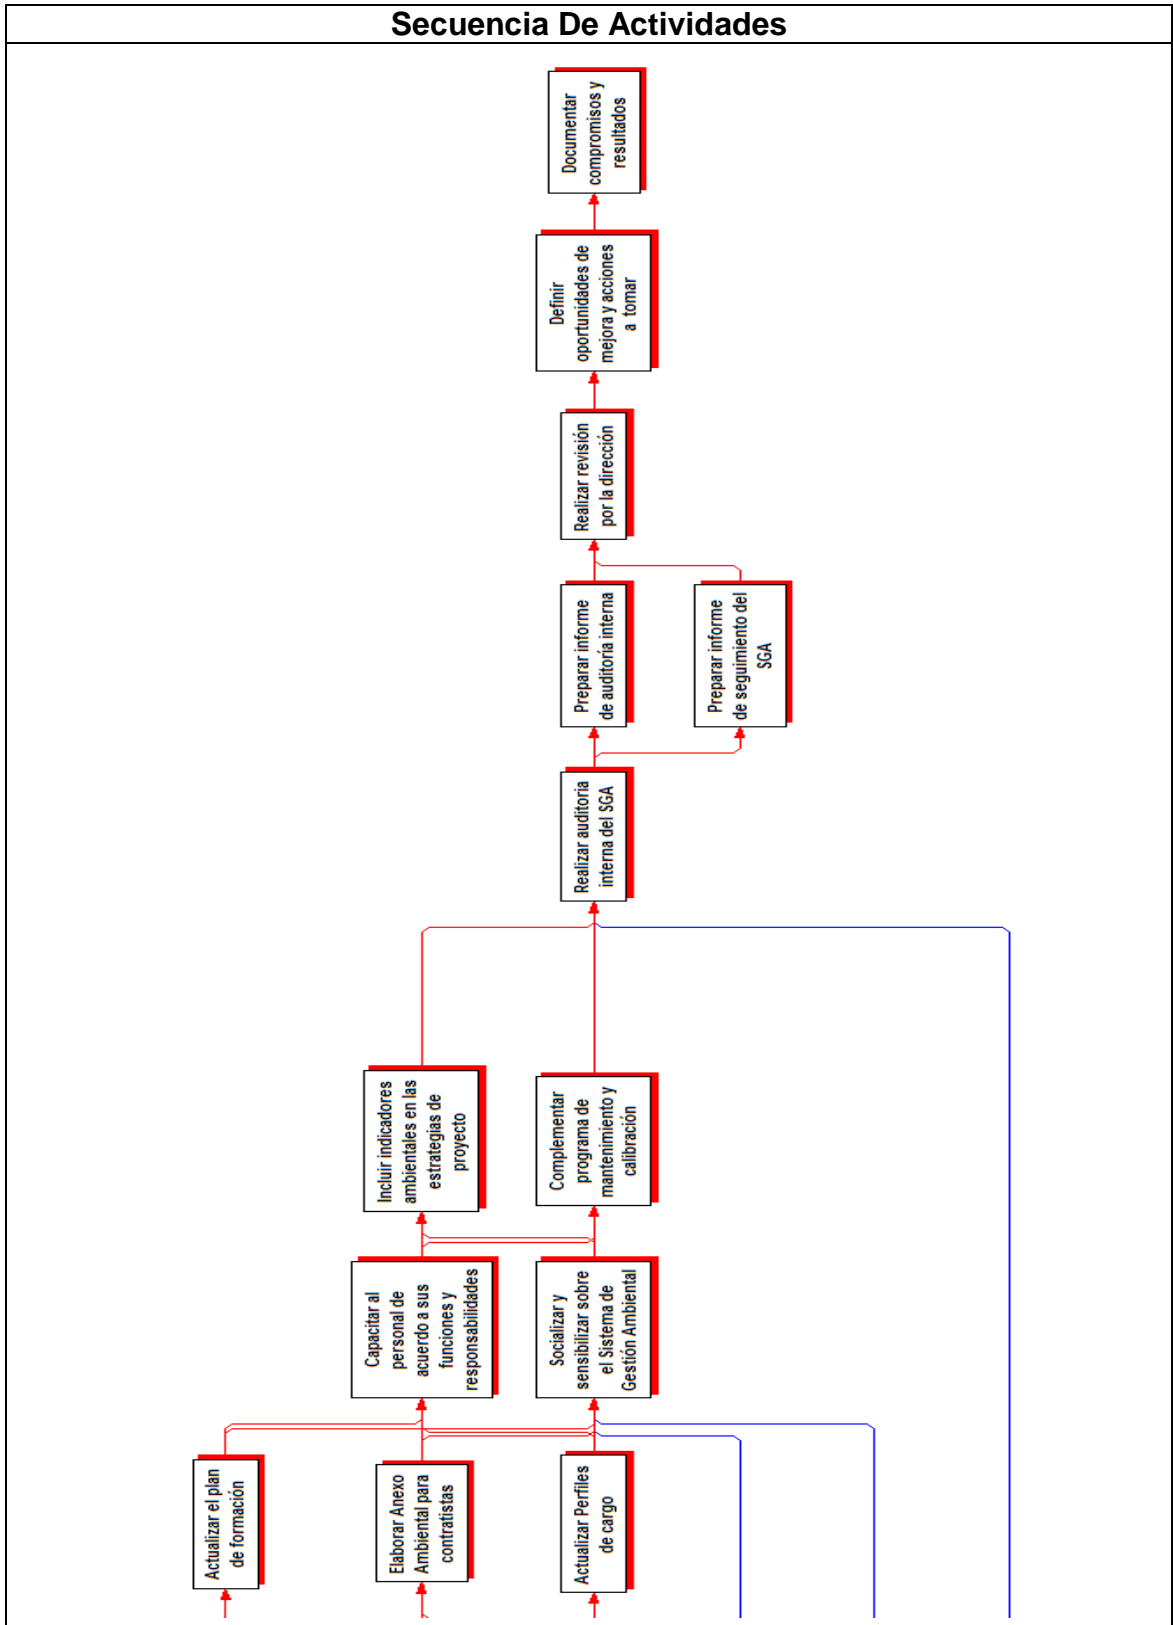 Secuencia De Actividades
Documentar
compromisos y
resultados
Definir
oportunidades de
mejora y acciones
a tomar
Realizar revisión
por la dirección
Preparar informe
de auditoría interna
Preparar informe
de seguimiento del
SGA
Realizar auditoria
interna del SGA
Incluir indicadores
ambientales en las
estrategias de
proyecto
Complementar
programa de
mantenimiento y
calibración
Capacitar al
personal de
acuerdo a sus
funciones y
responsabilidades
Socializar y
sensibilizar sobre
el Sistema de
Gestión Ambiental
Actualizar el plan
de formación
Elaborar Anexo
Ambiental para
contratistas
Actualizar Perfiles
de cargo